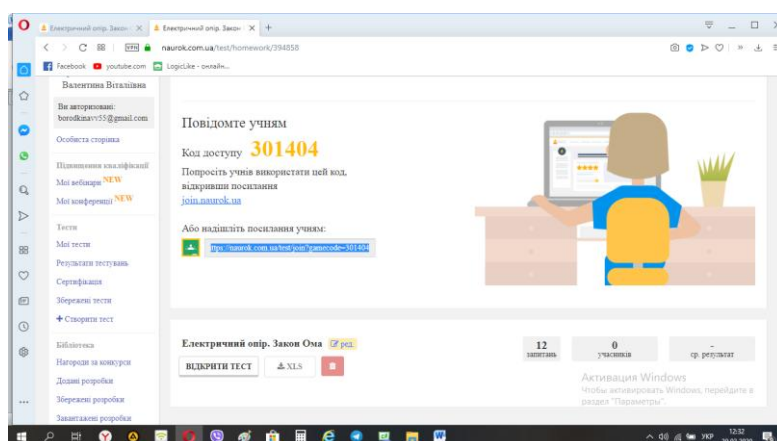 Електричний опір. Закон
Електричний опір. Закон
VPN
naurok.com.ua/test/homework/394858
Facebook youtube.com LogicLike - онлайн...
Валентина Віталіївна
Ви авторизовані:
borodkinavv55@gmail.com
Особиста сторінка
Підвищення кваліфікації
Мої вебінари NEW
Мої конференції NEW
Тести
Мої тести
Результати тестувань
Сертифікація
Збережені тести
+ Створити тест
Бібліотека
Нагороди за конкурси
Додані розробки
Збережені розробки
Завантажені розробки
Повідомте учням
Код доступу 301404
Попросіть учнів використати цей код,
відкривши посилання
join.naurok.ua
Або надішліть посилання учням:
ttps://naurok.com.ua/test/join?gamecode=301404
Електричний опір. Закон Ома ред.
ВІДКРИТИ ТЕСТ XLS
12 запитань
0 учасників
- ср. результат
Активация Windows
Чтобы активировать Windows, перейдите в
раздел "Параметры".
УКР
12:32